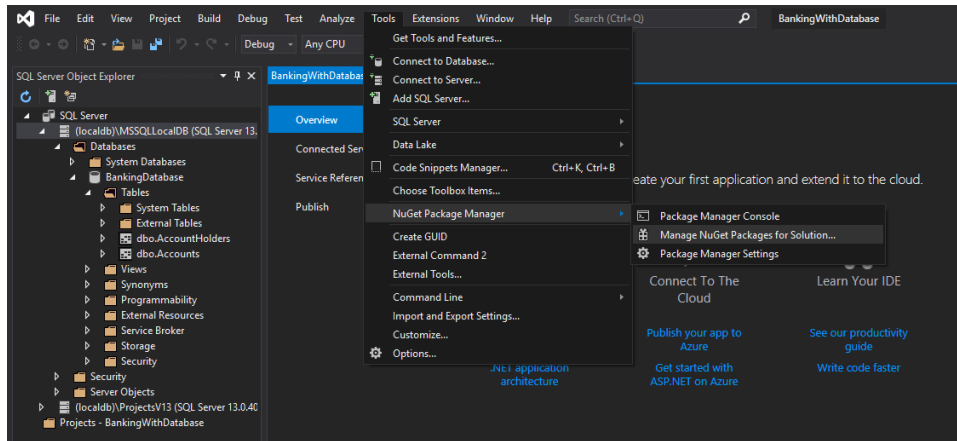 File Edit View Project Build Debug Test Analyze Tools Extensions Window Help Search (Ctrl+Q) BankingWithDatabase
Debug Any CPU
SQL Server Object Explorer
SQL Server
(localdb)\MSSQLLocalDB (SQL Server 13.
Databases
System Databases
BankingDatabase
Tables
System Tables
External Tables
dbo.AccountHolders
dbo.Accounts
Views
Synonyms
Programmability
External Resources
Service Broker
Storage
Security
Security
Server Objects
(localdb)\ProjectsV13 (SQL Server 13.0.40
Projects - BankingWithDatabase
BankingWithDatabas
Overview
Connected Ser
Service Referen
Publish
Get Tools and Features...
Connect to Database...
Connect to Server...
Add SQL Server...
SQL Server
Data Lake
Code Snippets Manager... Ctrl+K, Ctrl+B
Choose Toolbox Items...
NuGet Package Manager
Create GUID
External Command 2
External Tools...
Command Line
Import and Export Settings...
Customize...
Options...
Package Manager Console
Manage NuGet Packages for Solution...
Package Manager Settings
eate your first application and extend it to the cloud.
.NET application
architecture
Connect To The
Cloud
Publish your app to
Azure
Get started with
ASP.NET on Azure
Learn Your IDE
See our productivity
guide
Write code faster